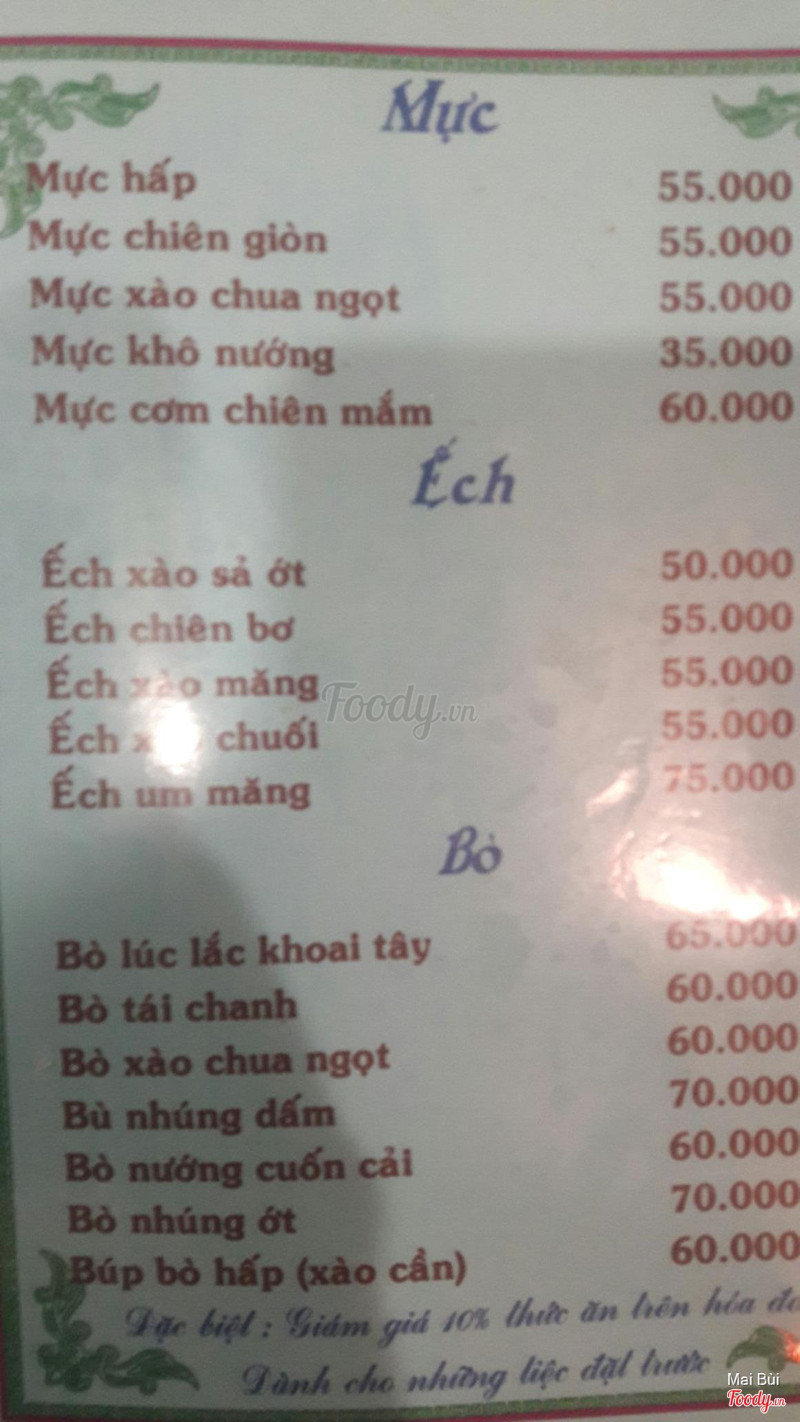 Mực
Mực hấp 55.000
Mực chiên giòn 55.000
Mực xào chua ngọt 55.000
Mực khô nướng 35.000
Mực cơm chiên mắm 60.000
Ếch
Ếch xào sả ớt 50.000
Ếch chiên bơ 55.000
Ếch xào măng 55.000
Foody.vn
Ếch chuối 55.000
Ếch um măng 75.000
Bò
Bò lúc lắc khoai tây 65.000
Bò tái chanh 60.000
Bò xào chua ngọt 60.000
Bù nhúng dấm 70.000
Bò nướng cuốn cải 60.000
Bò nhúng ớt 70.000
Búp bò hấp (xào cần) 60.000
Đặc biệt : Giám giá 10% thức ăn trên hóa
Dành cho những tiệc đặt trước
Mai Bùi
Foody.vn